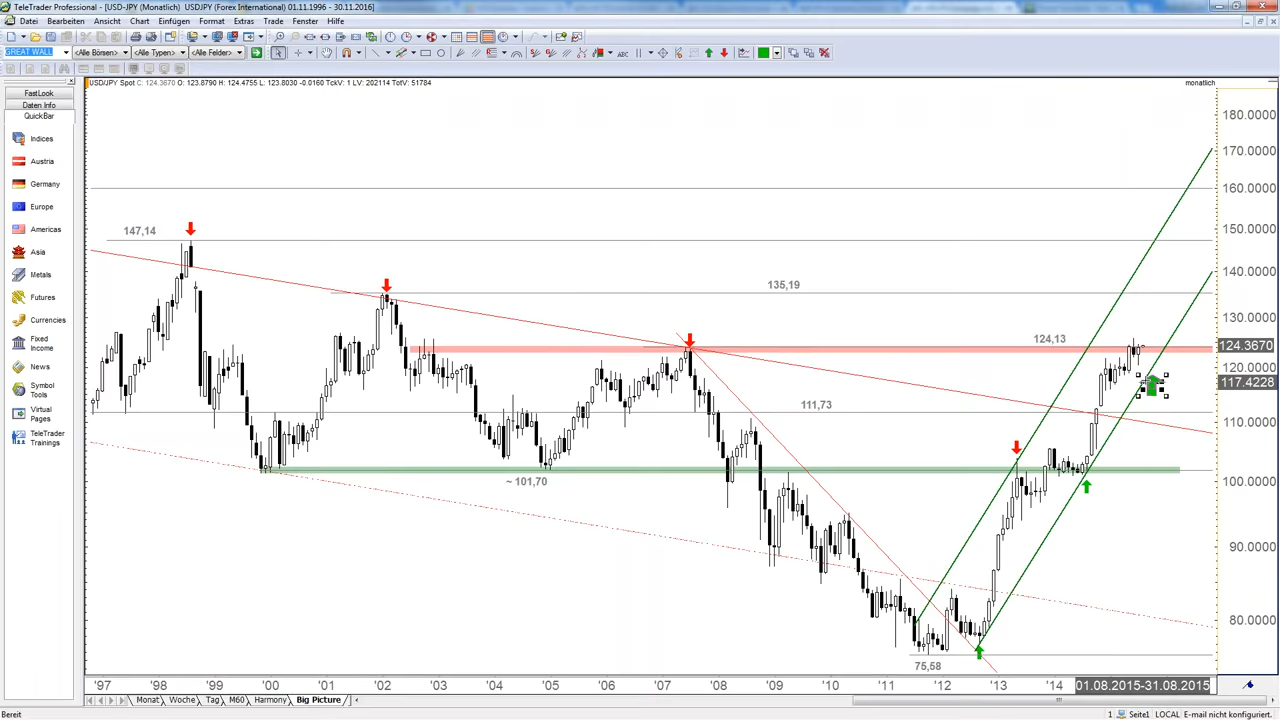 TeleTrader Professional - [USD-JPY (Monatlich) USDJPY (Forex International) 01.11.1996 - 30.11.2016]
Datei Bearbeiten Ansicht Chart Einfügen Format Extras Trade Fenster Hilfe
GREAT WALL <Alle Börsen> <Alle Typen> <Alle Felder>
ABC
USD/JPY Spot C: 124.3670 O: 123.8790 H: 124.4755 L: 123.8030 -0.0160 TckV: 1 LV: 202114 TotV: 51784
monatlich
FastLook
Daten Info
QuickBar
Indices
Austria
Germany
Europe
Americas
Asia
Metals
Futures
Currencies
Fixed
Income
News
Symbol
Tools
Virtual
Pages
TeleTrader
Trainings
147,14
135,19
124,13
111,73
~ 101,70
75,58
180.0000
170.0000
160.0000
150.0000
140.0000
130.0000
124.3670
120.0000
117.4228
110.0000
100.0000
90.0000
80.0000
'97 '98 '99 '00 '01 '02 '03 '04 '05 '06 '07 '08 '09 '10 '11 '12 '13 '14 01.08.2015-31.08.2015
Monat Woche Tag M60 Harmony Big Picture
Bereit
1 Seite1 LOCAL E-mail nicht konfiguriert.